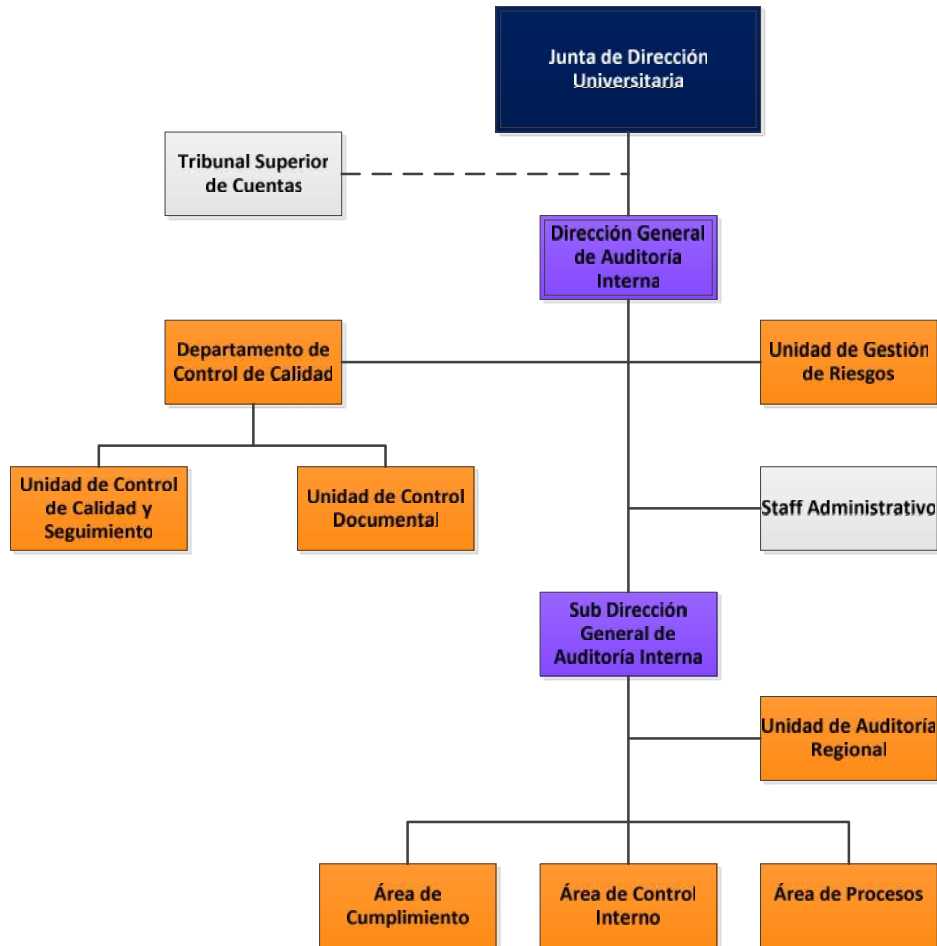 Junta de Dirección
Universitaria
Tribunal Superior
de Cuentas
Dirección General
de Auditoría
Interna
Departamento de
Control de Calidad
Unidad de Gestión
de Riesgos
Unidad de Control
de Calidad y
Seguimiento
Unidad de Control
Documental
Staff Administrativo
Sub Dirección
General de
Auditoría Interna
Unidad de Auditoría
Regional
Área de
Cumplimiento
Área de Control
Interno
Área de Procesos